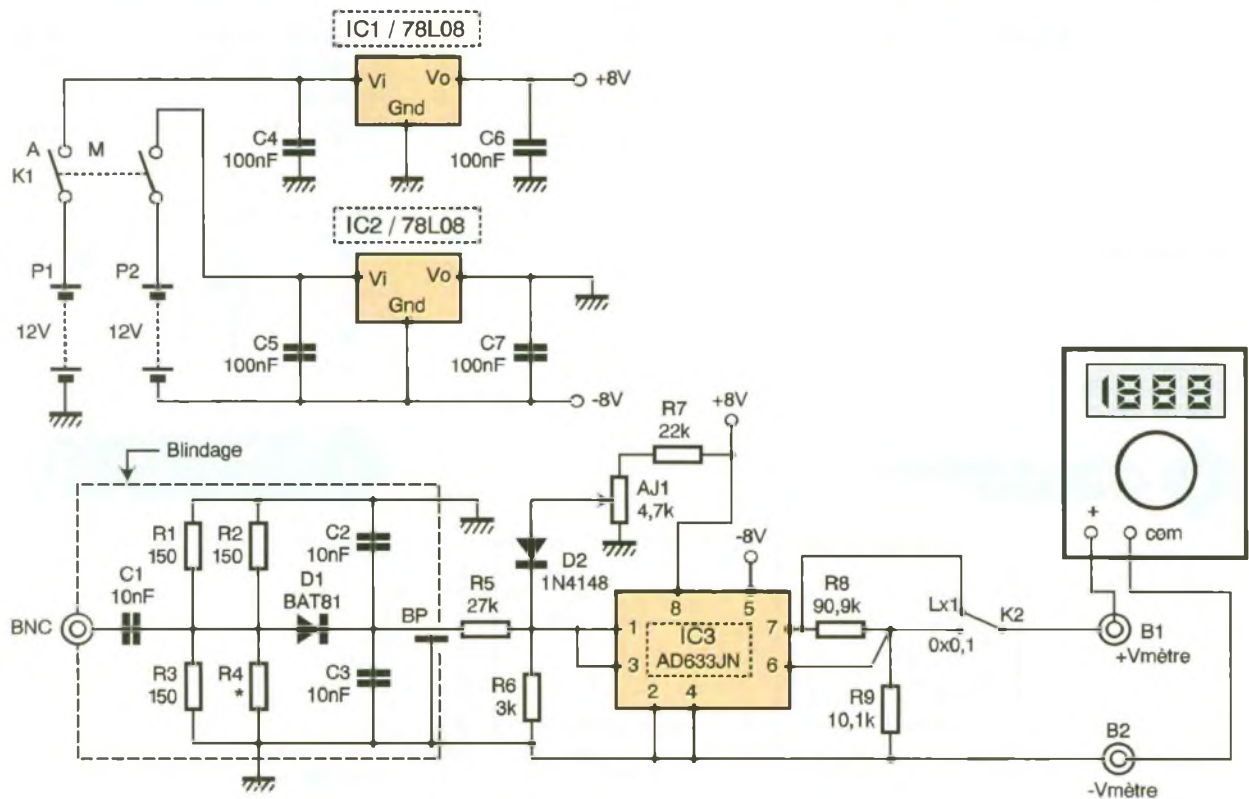 IC1 / 78L08
Vi
Vo
Gnd
+8V
A
M
K1
C4
100nF
C6
100nF
IC2 / 78L08
P1
P2
Vi
Vo
Gnd
12V
12V
C5
100nF
C7
100nF
-8V
Blindage
R7
22k
+8V
AJ1
4,7k
1888
+
com
R1
150
R2
150
C2
10nF
D2
1N4148
-8V
C1
10nF
D1
BAT81
BP
R5
27k
8
5
R8
90,9k
Lx1
K2
BNC
1
IC3
7
0x0,1
B1
+Vmètre
3
AD633JN
6
R3
150
R4
*
C3
10nF
R6
3k
2
4
R9
10,1k
B2
-Vmètre